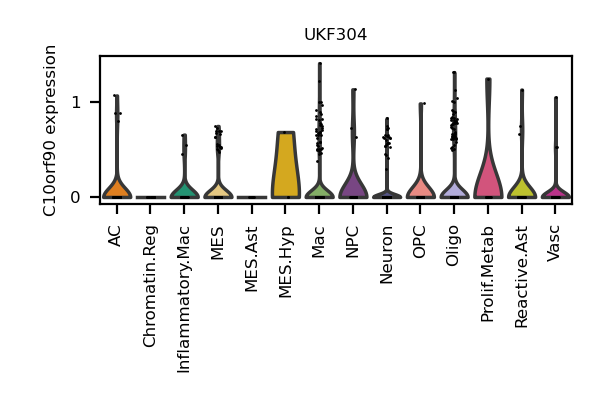 UKF304
C10orf90 expression
1
0
AC
Chromatin.Reg
Inflammatory.Mac
MES
MES.Ast
MES.Hyp
Mac
NPC
Neuron
OPC
Oligo
Prolif.Metab
Reactive.Ast
Vasc